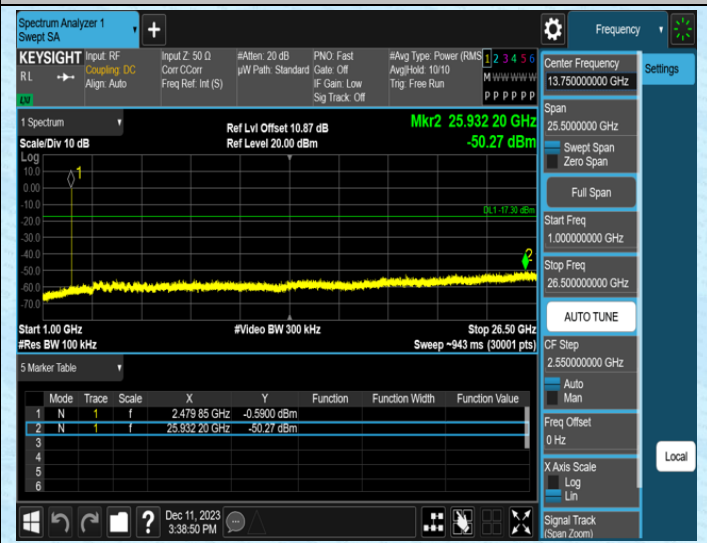 Spectrum Analyzer 1
Swept SA
Frequency
KEYSIGHT
RL
LXI
Input: RF
Coupling: DC
Align: Auto
Input Z: 50 Ω
Corr CCorr
Freq Ref: Int (S)
#Atten: 20 dB
µW Path: Standard
PNO: Fast
Gate: Off
IF Gain: Low
Sig Track: Off
#Avg Type: Power (RMS
Avg|Hold: 10/10
Trig: Free Run
1 2 3 4 5 6
M W W W W W
P P P P P P
1 Spectrum
Scale/Div 10 dB
Ref Lvl Offset 10.87 dB
Ref Level 20.00 dBm
Mkr2 25.932 20 GHz
-50.27 dBm
Log
10.0
0.00
-10.0
-20.0
-30.0
-40.0
-50.0
-60.0
-70.0
1
DL1 -17.30 dBm
2
Start 1.00 GHz
#Res BW 100 kHz
#Video BW 300 kHz
Stop 26.50 GHz
Sweep ~943 ms (30001 pts)
5 Marker Table
Mode Trace Scale X Y Function Function Width Function Value
1 N 1 f 2.479 85 GHz -0.5900 dBm
2 N 1 f 25.932 20 GHz -50.27 dBm
3
4
5
6
Dec 11, 2023
3:38:50 PM
Center Frequency
13.750000000 GHz
Settings
Span
25.5000000 GHz
Swept Span
Zero Span
Full Span
Start Freq
1.000000000 GHz
Stop Freq
26.500000000 GHz
AUTO TUNE
CF Step
2.550000000 GHz
Auto
Man
Freq Offset
0 Hz
X Axis Scale
Log
Lin
Local
Signal Track
(Span Zoom)